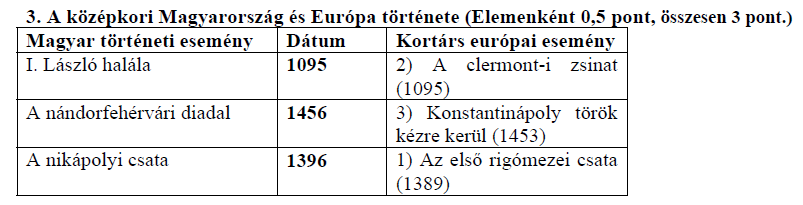 3. A középkori Magyarország és Európa története (Elemenként 0,5 pont, összesen 3 pont.)
Magyar történeti esemény Dátum Kortárs európai esemény
I. László halála 1095 2) A clermont-i zsinat
(1095)
A nándorfehérvári diadal 1456 3) Konstantinápoly török
kézre kerül (1453)
A nikápolyi csata 1396 1) Az első rigómezei csata
(1389)